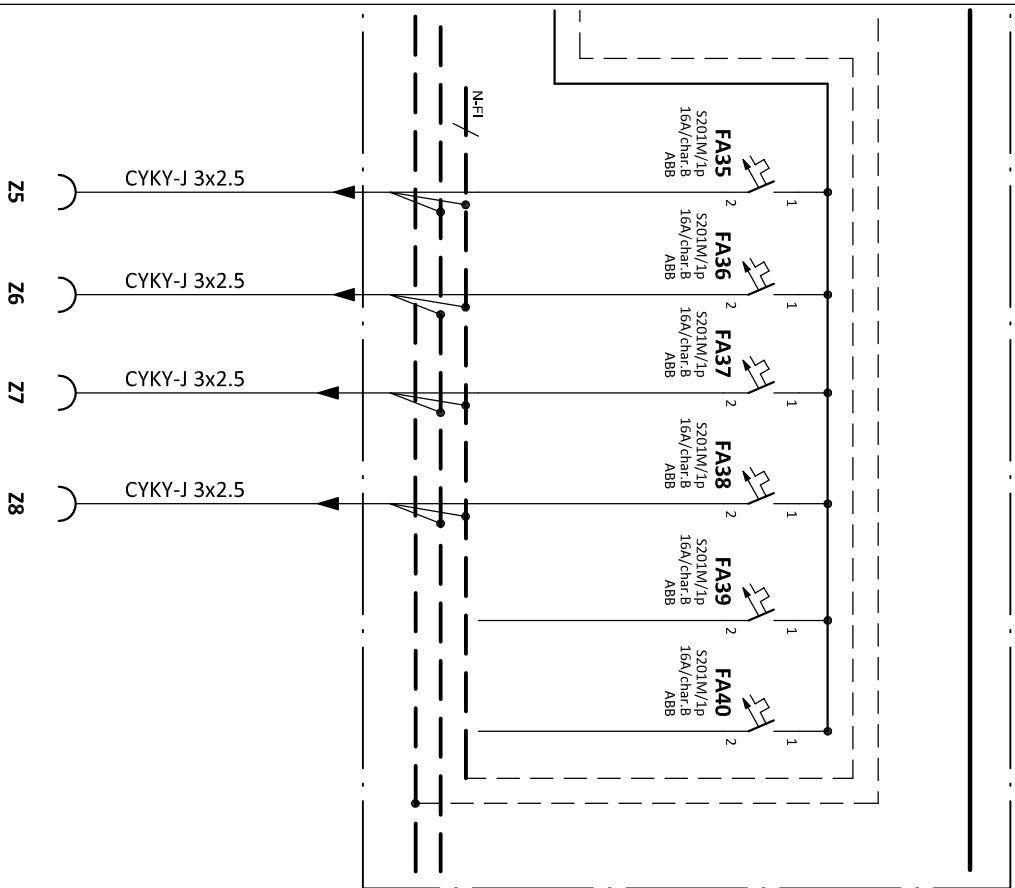 N-FI
FA35
S201M/1p
16A/char.B
ABB
1
2
CYKY-J 3x2.5
Z5
FA36
S201M/1p
16A/char.B
ABB
1
2
CYKY-J 3x2.5
Z6
FA37
S201M/1p
16A/char.B
ABB
1
2
CYKY-J 3x2.5
Z7
FA38
S201M/1p
16A/char.B
ABB
1
2
CYKY-J 3x2.5
Z8
FA39
S201M/1p
16A/char.B
ABB
1
2
FA40
S201M/1p
16A/char.B
ABB
1
2